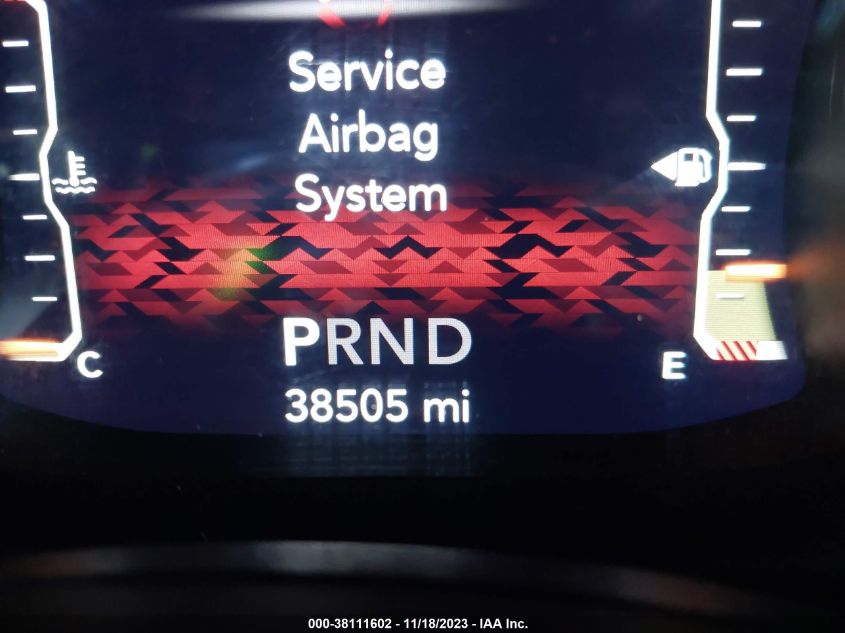 Service
Airbag
System
PRND
C
E
38505 mi
000-38111602 - 11/18/2023 - IAA Inc.